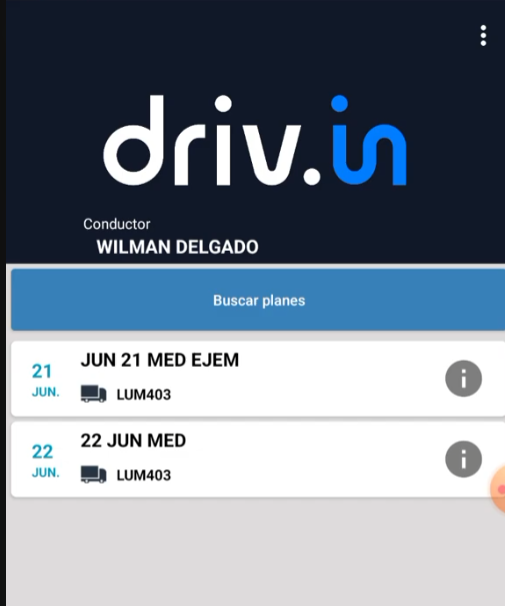 driv.in
Conductor
WILMAN DELGADO
Buscar planes
21
JUN.
JUN 21 MED EJEM
LUM403
22
JUN.
22 JUN MED
LUM403